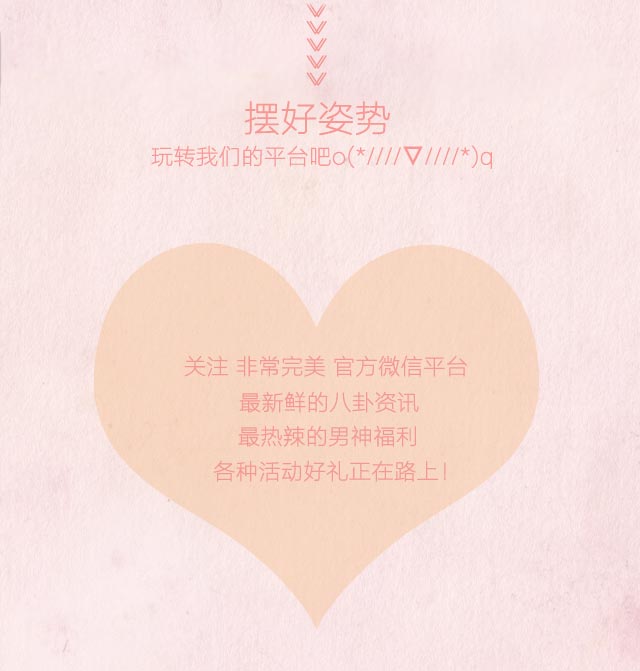 摆好姿势
玩转我们的平台吧o(*////∇////*)q
关注 非常完美 官方微信平台
最新鲜的八卦资讯
最热辣的男神福利
各种活动好礼正在路上!